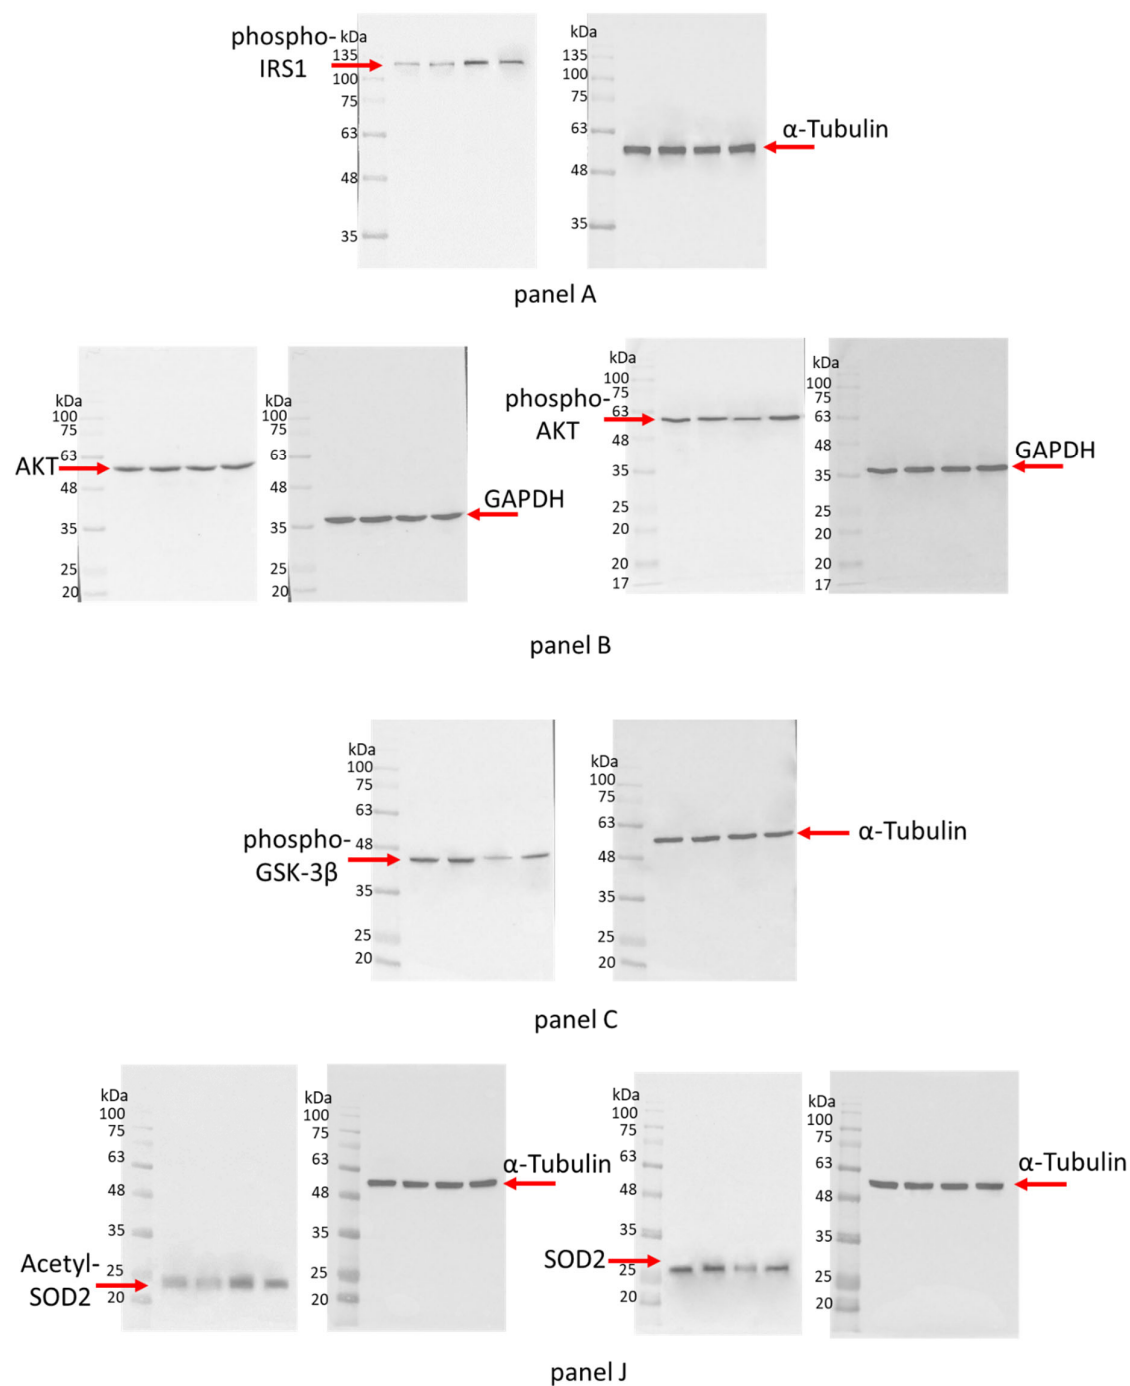 phospho-
IRS1
kDa
135
100
75
63
48
35
kDa
135
100
75
63
48
35
α-Tubulin
panel A
AKT
kDa
100
75
63
48
35
25
20
kDa
100
75
63
48
35
25
20
GAPDH
phospho-
AKT
kDa
100
75
63
48
35
25
20
20
17
kDa
100
75
63
48
35
25
20
20
17
GAPDH
panel B
phospho-
GSK-3β
kDa
100
75
63
48
35
25
20
kDa
100
75
63
48
35
25
20
α-Tubulin
panel C
Acetyl-
SOD2
kDa
100
75
63
48
35
25
20
kDa
100
75
63
48
35
25
20
α-Tubulin
SOD2
kDa
100
75
63
48
35
25
20
kDa
100
75
63
48
35
25
20
α-Tubulin
panel J